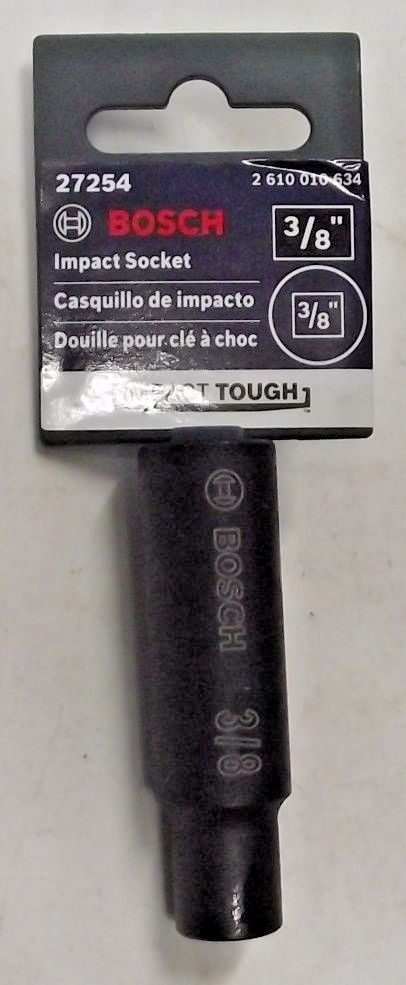 27254
2 610 010 634
BOSCH
3/8"
Impact Socket
Casquillo de impacto
3/8"
Douille pour clé à choc
TOUGH
TM
BOSCH 3/8